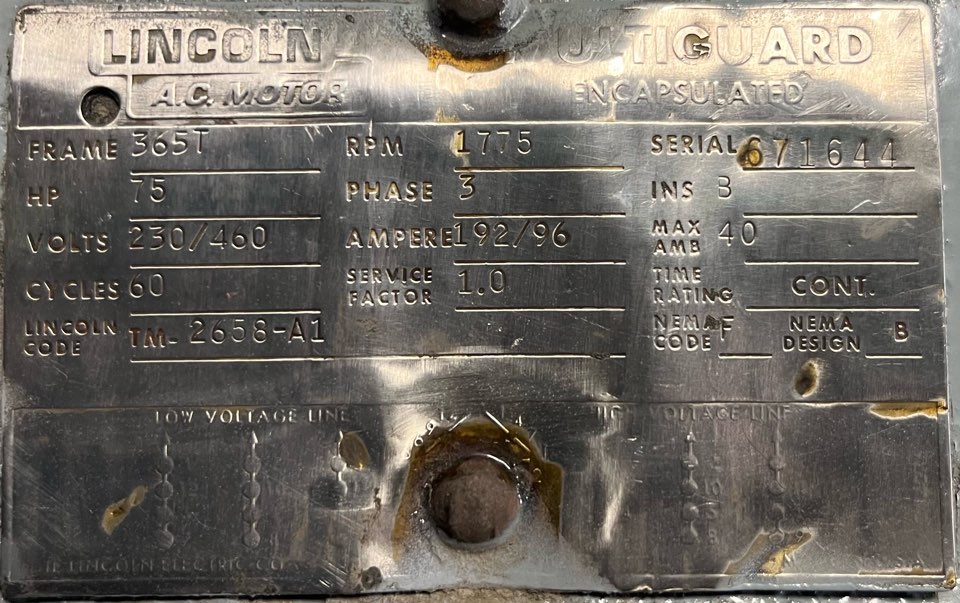 LINCOLN
A.C. MOTOR
ENCAPSULATED
FRAME 365T RPM 1775 SERIAL 671644
HP 75 PHASE 3 INS B
VOLTS 230/460 AMPERE 192/96 MAX AMB 40
CYCLES 60 SERVICE FACTOR 1.0 TIME RATING CONT.
LINCOLN CODE TM- 2658-A1 NEMA CODE F NEMA DESIGN B
LOW VOLTAGE LINE VOLTAGE LINE
LINCOLN ELECTRIC CO